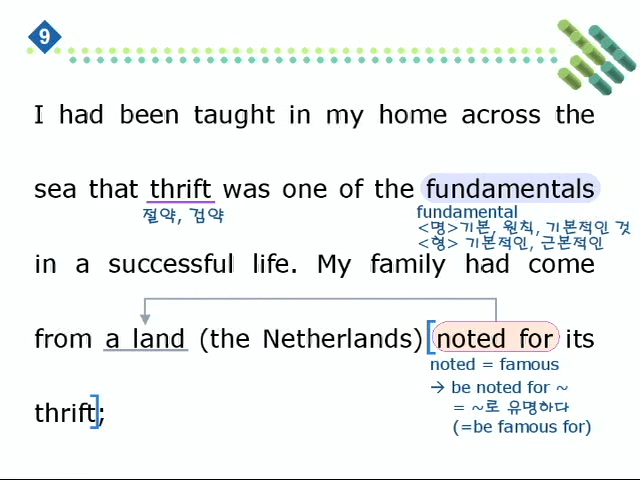 9
I had been taught in my home across the
sea that thrift was one of the fundamentals
절약, 검약
fundamental
<명>기본, 원칙, 기본적인 것
<형> 기본적인, 근본적인
in a successful life. My family had come
from a land (the Netherlands) [noted for its
noted = famous
→ be noted for ~
= ~로 유명하다
(=be famous for)
thrift];